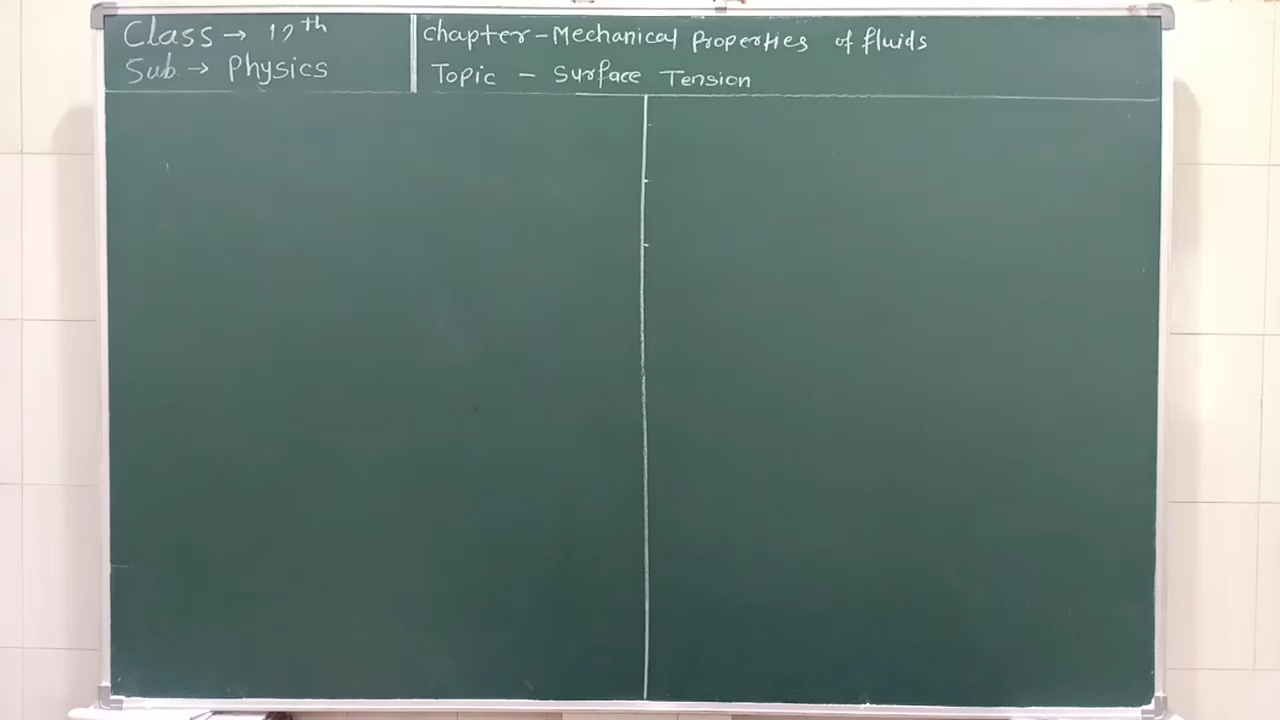 Class → 12th
Sub. → Physics
Chapter - Mechanical Properties of fluids
Topic - Surface Tension